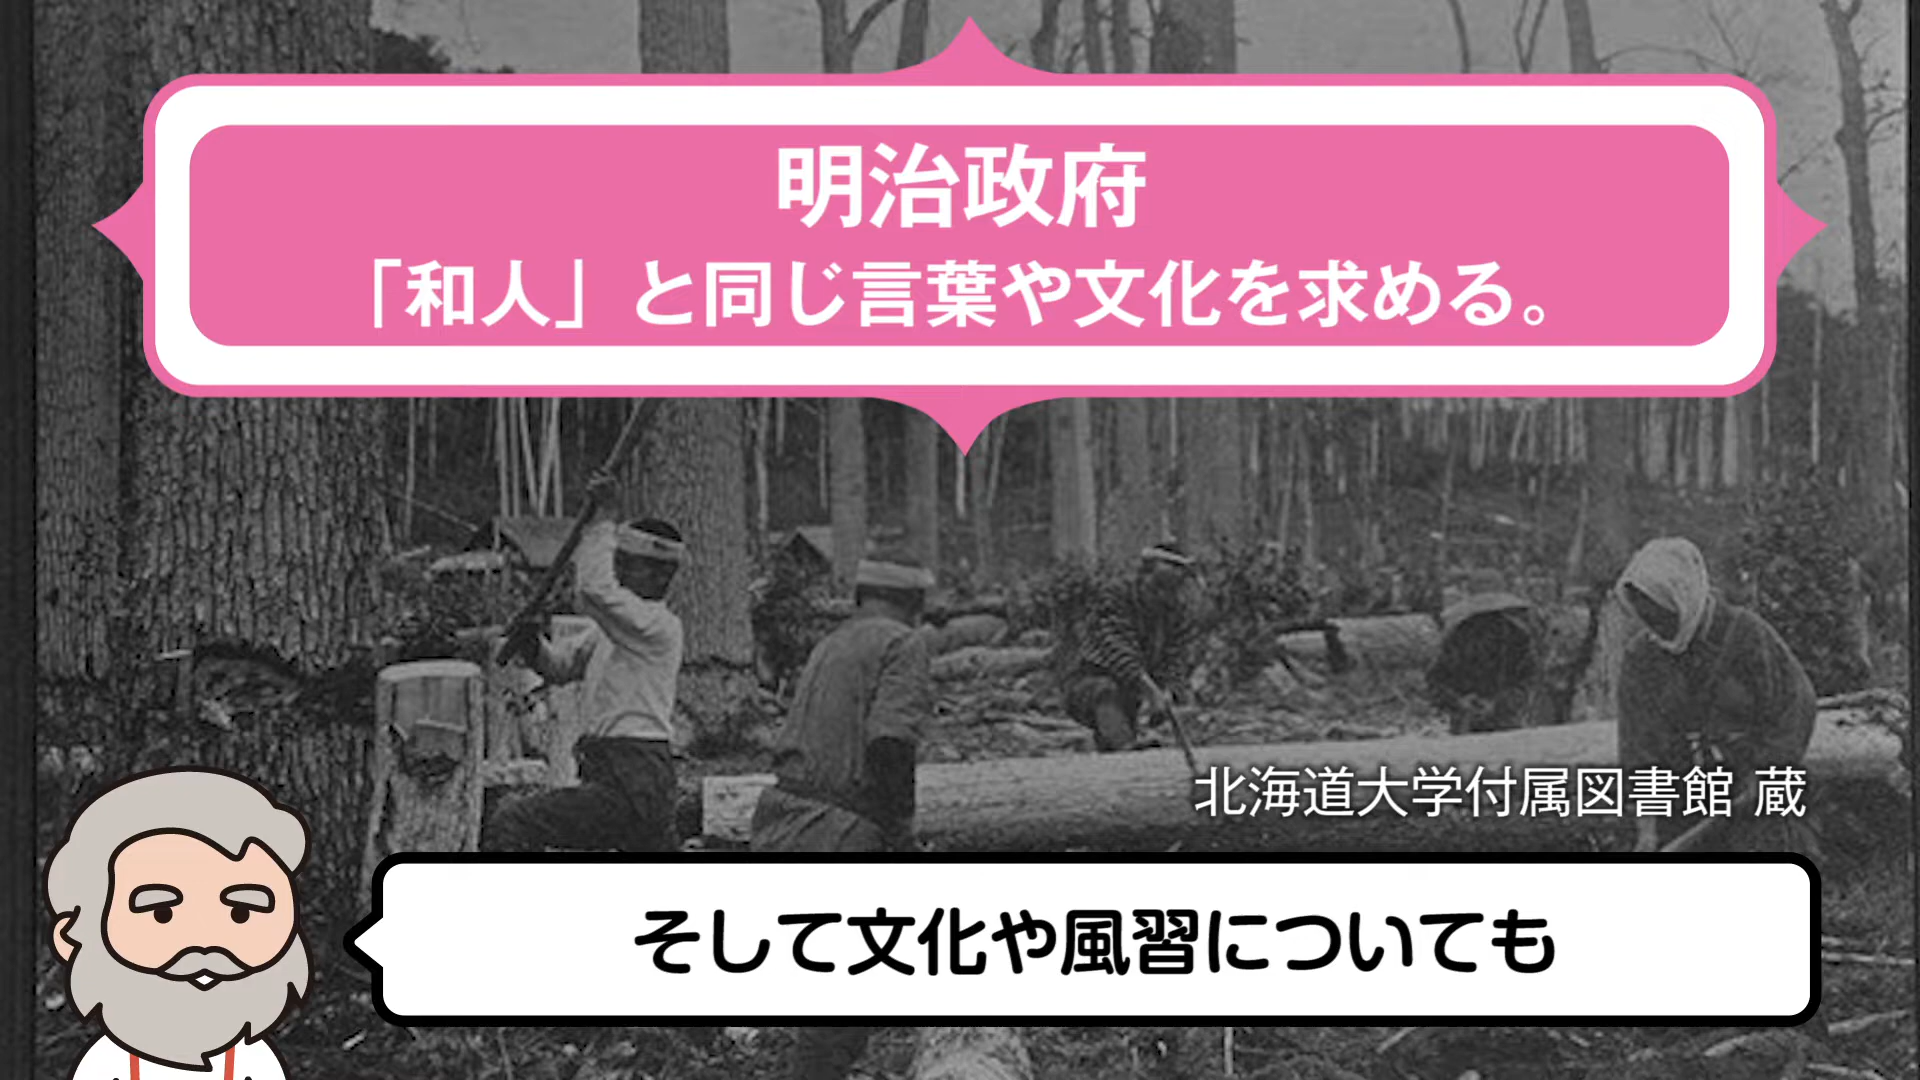 明治政府
「和人」と同じ言葉や文化を求める。
北海道大学付属図書館 蔵
そして文化や風習についても